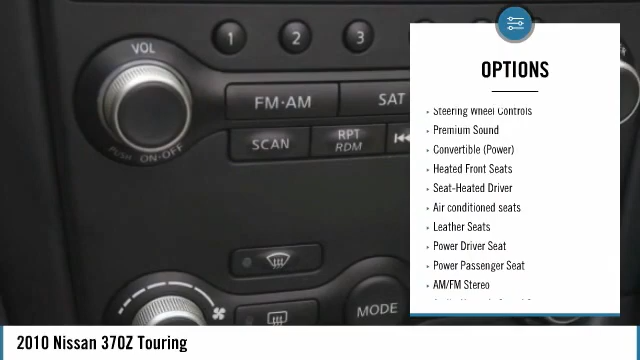 VOL
PUSH ON·OFF
1
2
3
FM·AM
SAT
SCAN
RPT
RDM
MODE
OPTIONS
Steering Wheel Controls
Premium Sound
Convertible (Power)
Heated Front Seats
Seat-Heated Driver
Air conditioned seats
Leather Seats
Power Driver Seat
Power Passenger Seat
AM/FM Stereo
2010 Nissan 370Z Touring